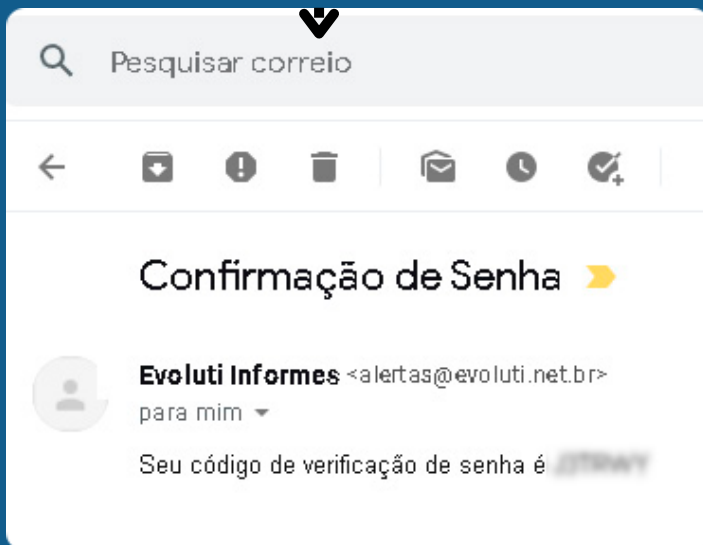 Pesquisar correio
Confirmação de Senha
Evoluti Informes <alertas@evoluti.net.br>
para mim
Seu código de verificação de senha é